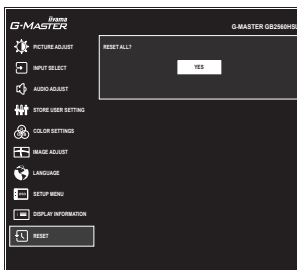 iiyama
G-MASTER
G-MASTER GB2560HSU
PICTURE ADJUST
RESET ALL?
INPUT SELECT
YES
AUDIO ADJUST
STORE USER SETTING
COLOR SETTINGS
IMAGE ADJUST
LANGUAGE
SETUP MENU
DISPLAY INFORMATION
RESET